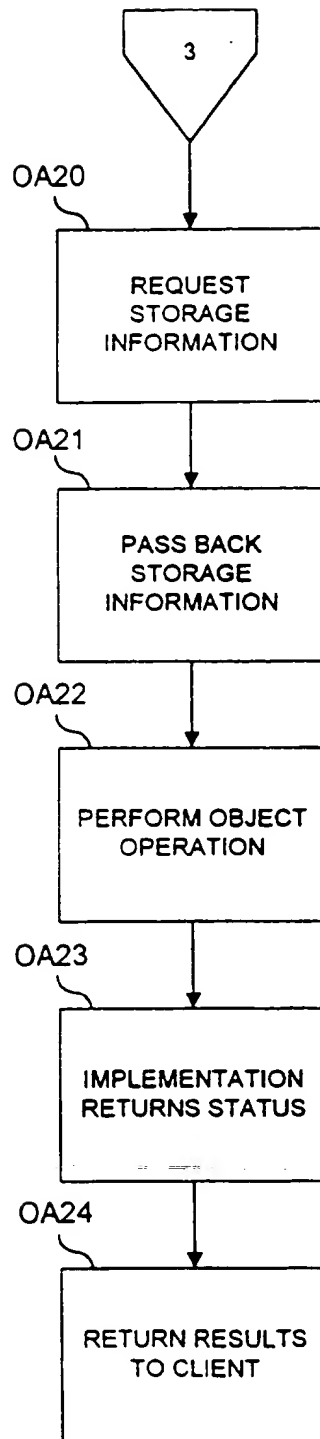 3
OA20
REQUEST
STORAGE
INFORMATION
OA21
PASS BACK
STORAGE
INFORMATION
OA22
PERFORM OBJECT
OPERATION
OA23
IMPLEMENTATION
RETURNS STATUS
OA24
RETURN RESULTS
TO CLIENT